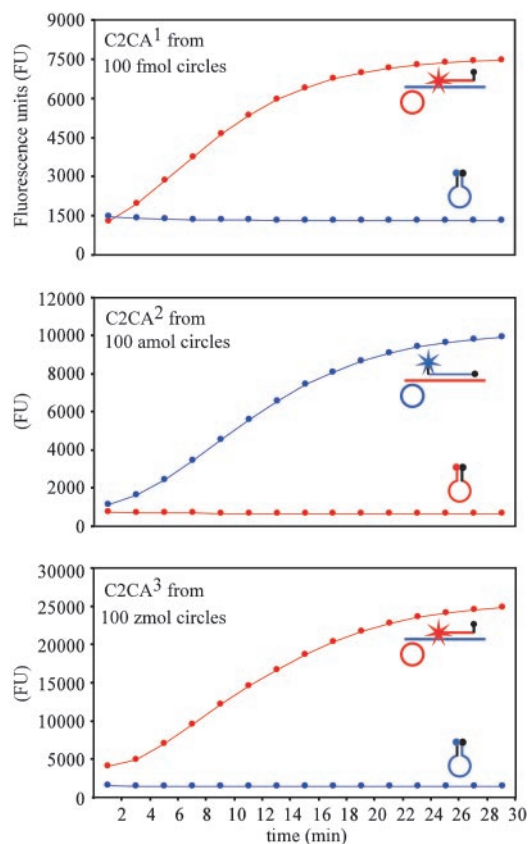 C2CA1 from
100 fmol circles
Fluorescence units (FU)
9000
7500
6000
4500
3000
1500
0
C2CA2 from
100 amol circles
(FU)
12000
10000
8000
6000
4000
2000
0
C2CA3 from
100 zmol circles
(FU)
30000
25000
20000
15000
10000
5000
0
2 4 6 8 10 12 14 16 18 20 22 24 26 28 30
time (min)